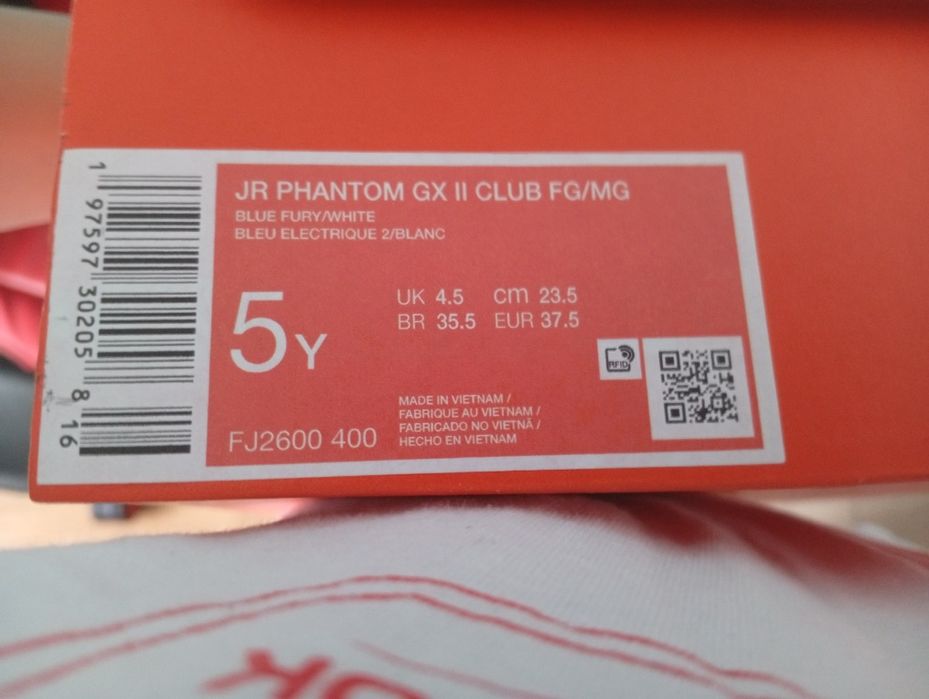 JR PHANTOM GX II CLUB FG/MG
BLUE FURY/WHITE
BLEU ELECTRIQUE 2/BLANC
5Y
UK 4.5 cm 23.5
BR 35.5 EUR 37.5
RFID
MADE IN VIETNAM /
FABRIQUE AU VIETNAM /
FABRICADO NO VIETNÃ /
HECHO EN VIETNAM
FJ2600 400
1 97597 30205 8 16